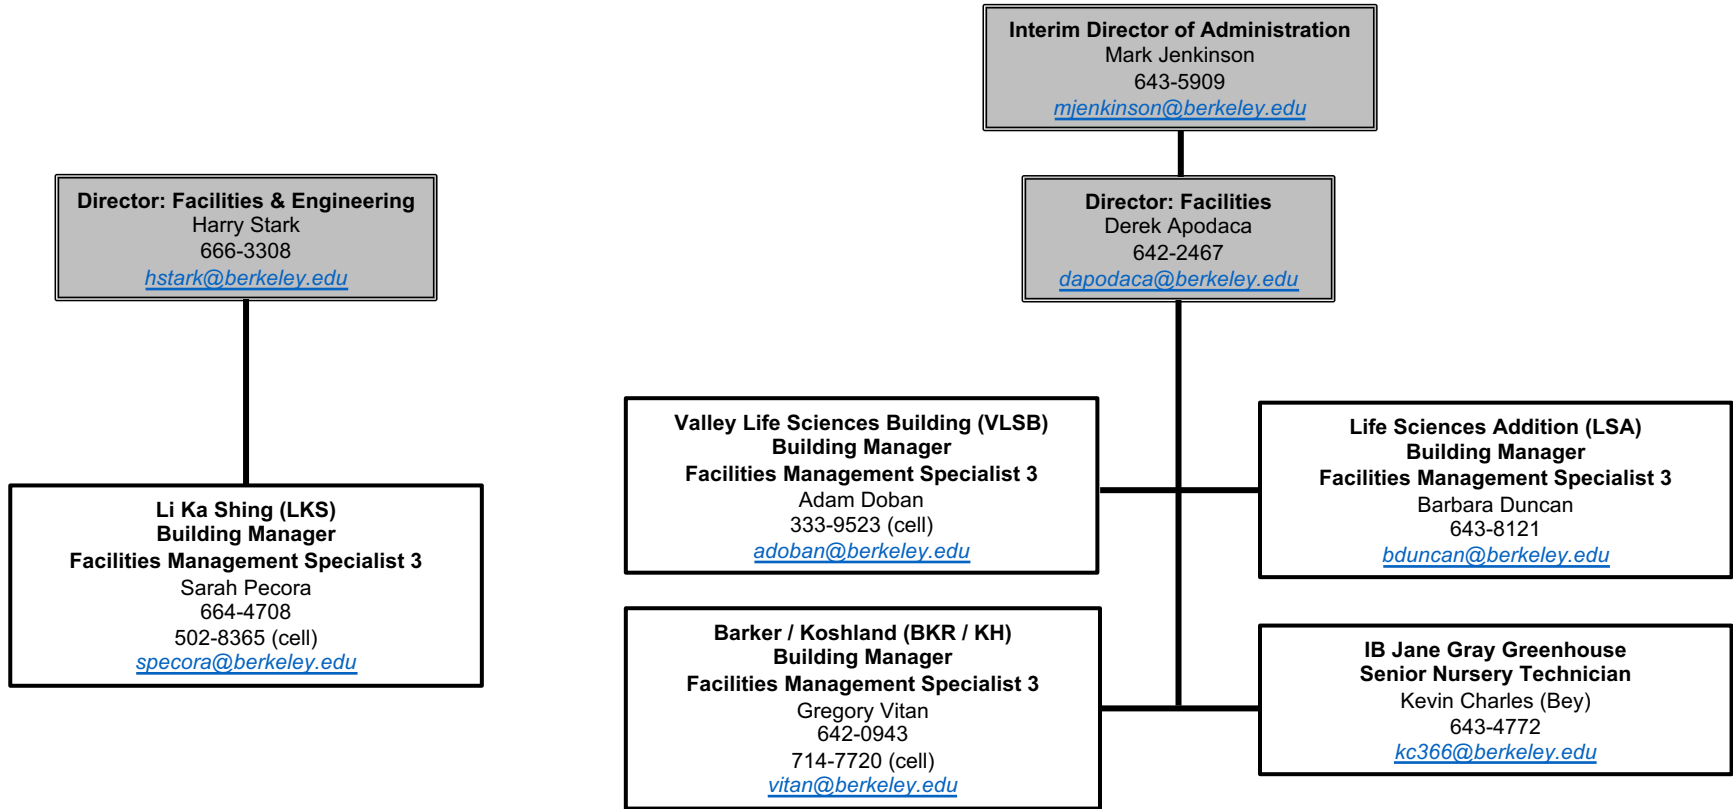 Interim Director of Administration
Mark Jenkinson
643-5909
mjenkinson@berkeley.edu
Director: Facilities & Engineering
Harry Stark
666-3308
hstark@berkeley.edu
Director: Facilities
Derek Apodaca
642-2467
dapodaca@berkeley.edu
Valley Life Sciences Building (VLSB)
Building Manager
Facilities Management Specialist 3
Adam Doban
333-9523 (cell)
adoban@berkeley.edu
Life Sciences Addition (LSA)
Building Manager
Facilities Management Specialist 3
Barbara Duncan
643-8121
bduncan@berkeley.edu
Li Ka Shing (LKS)
Building Manager
Facilities Management Specialist 3
Sarah Pecora
664-4708
502-8365 (cell)
specora@berkeley.edu
Barker / Koshland (BKR / KH)
Building Manager
Facilities Management Specialist 3
Gregory Vitan
642-0943
714-7720 (cell)
vitan@berkeley.edu
IB Jane Gray Greenhouse
Senior Nursery Technician
Kevin Charles (Bey)
643-4772
kc366@berkeley.edu